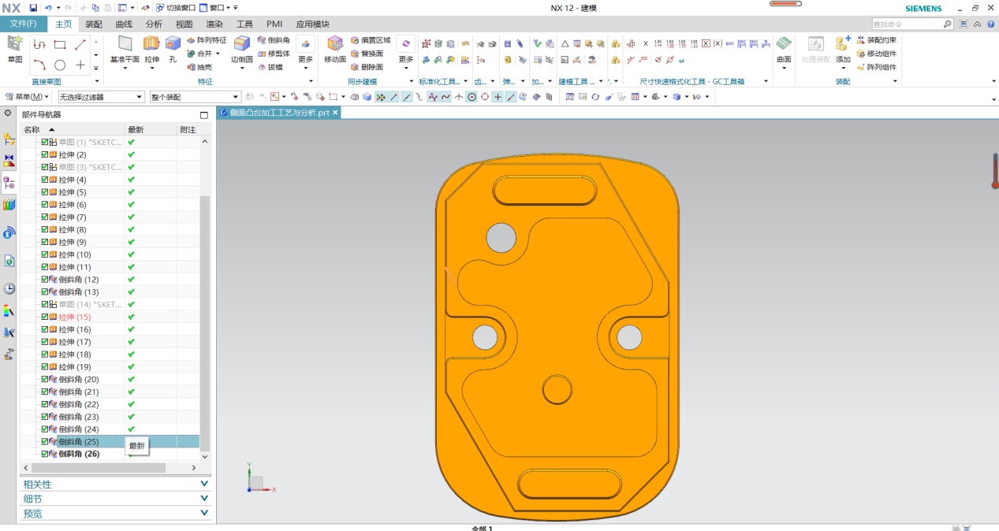 NX 切换窗口 窗口 NX 12 - 建模 SIEMENS
文件(F) 主页 装配 曲线 分析 视图 渲染 工具 PMI 应用模块 查找命令
草图 基准平面 拉伸 孔 阵列特征 合并 抽壳 边倒圆 倒斜角 修剪体 拔模 更多 移动面 偏置区域 替换面 删除面 更多 曲面 处理装配 添加 装配约束 移动组件 阵列组件
直接草图 特征 同步建模 标准化工具... 齿... 弹... 加... 建模工具... 尺寸快速格式化工具 - GC工具箱 装配
菜单(M) 无选择过滤器 整个装配
部件导航器 侧面凸台加工工艺与分析.prt
名称 最新 附注
草图 (1) "SKETC...
拉伸 (2)
草图 (3) "SKETC...
拉伸 (4)
拉伸 (5)
拉伸 (6)
拉伸 (7)
拉伸 (8)
拉伸 (9)
拉伸 (10)
拉伸 (11)
倒斜角 (12)
倒斜角 (13)
草图 (14) "SKET...
拉伸 (15)
拉伸 (16)
拉伸 (17)
拉伸 (18)
拉伸 (19)
倒斜角 (20)
倒斜角 (21)
倒斜角 (22)
倒斜角 (23)
倒斜角 (24)
倒斜角 (25) 最新
倒斜角 (26)
相关性
细节
预览
Y
X
全部 1